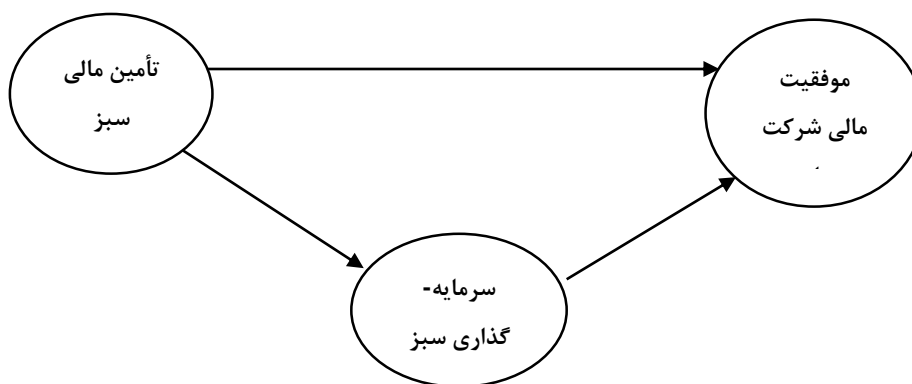 تأمین مالی
سبز
موفقیت
مالی شرکت
سرمایه-
گذاری سبز